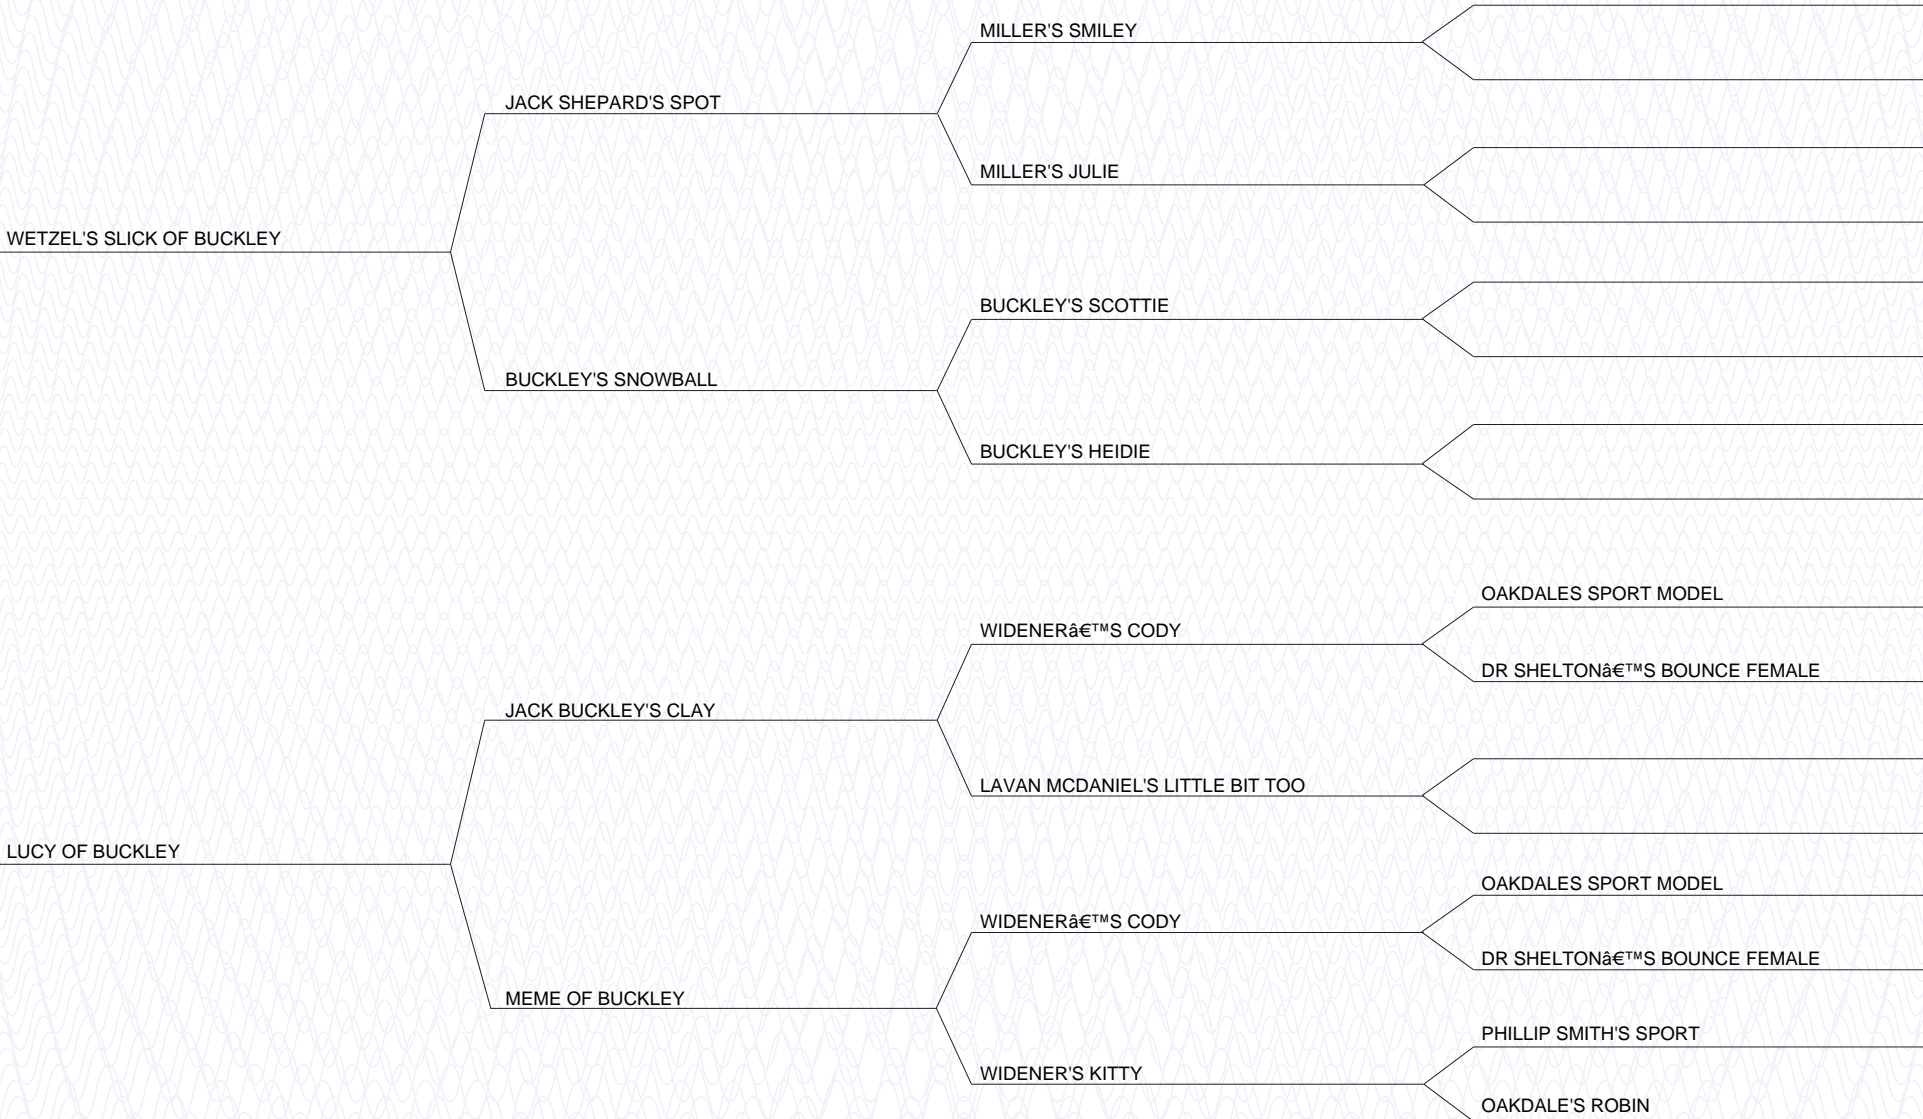 MILLER'S SMILEY
JACK SHEPARD'S SPOT
MILLER'S JULIE
WETZEL'S SLICK OF BUCKLEY
BUCKLEY'S SCOTTIE
BUCKLEY'S SNOWBALL
BUCKLEY'S HEIDIE
OAKDALES SPORT MODEL
WIDENERâ€™S CODY
DR SHELTONâ€™S BOUNCE FEMALE
JACK BUCKLEY'S CLAY
LAVAN MCDANIEL'S LITTLE BIT TOO
LUCY OF BUCKLEY
OAKDALES SPORT MODEL
WIDENERâ€™S CODY
DR SHELTONâ€™S BOUNCE FEMALE
MEME OF BUCKLEY
PHILLIP SMITH'S SPORT
WIDENER'S KITTY
OAKDALE'S ROBIN